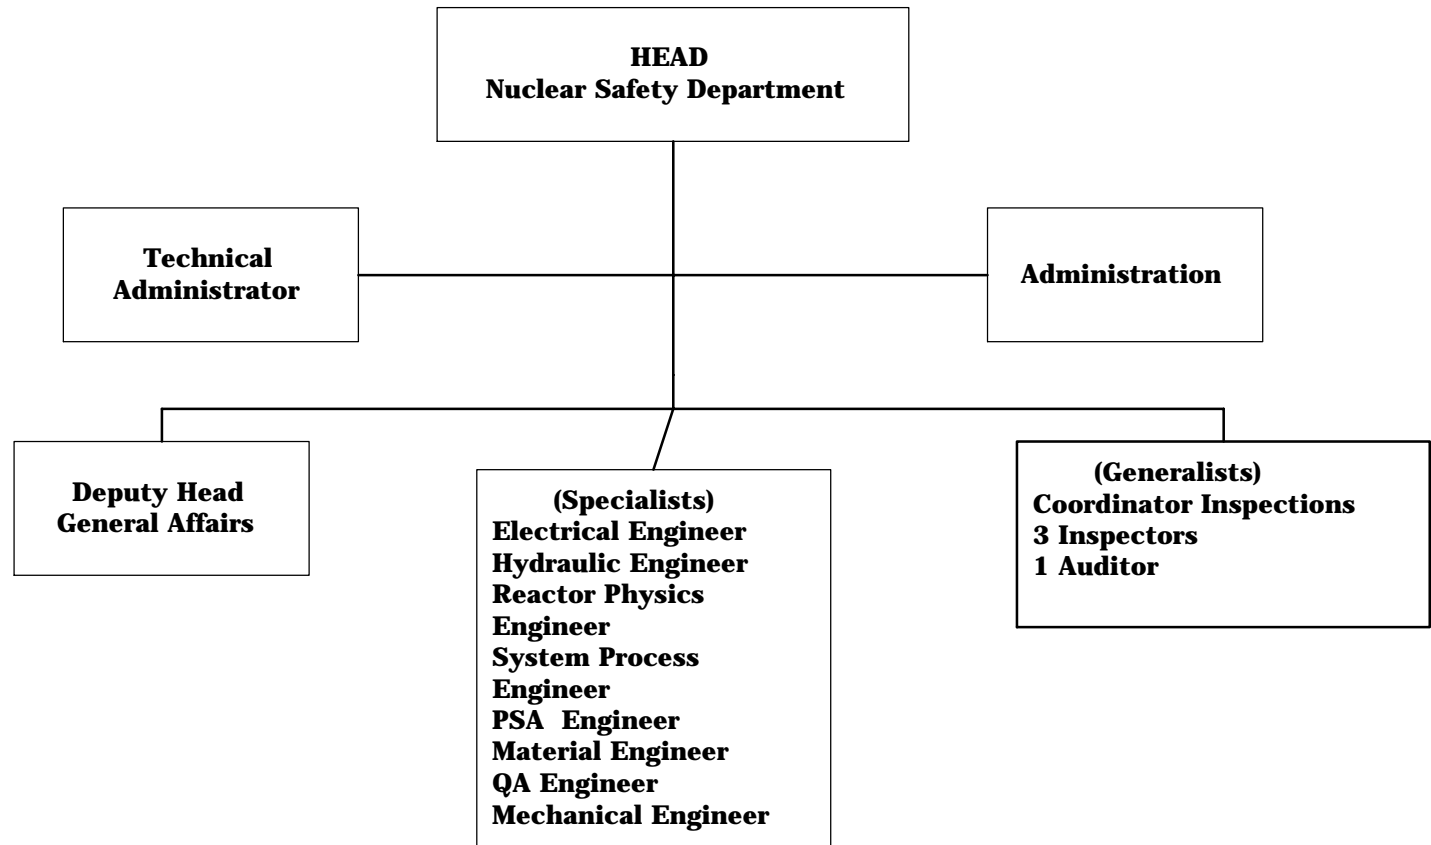 HEAD
Nuclear Safety Department
Technical
Administrator
Administration
Deputy Head
General Affairs
(Specialists)
Electrical Engineer
Hydraulic Engineer
Reactor Physics
Engineer
System Process
Engineer
PSA  Engineer
Material Engineer
QA Engineer
Mechanical Engineer
(Generalists)
Coordinator Inspections
3 Inspectors
1 Auditor